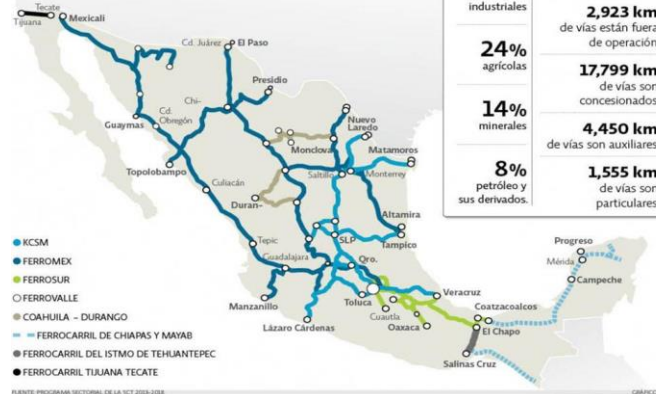 industriales
24%
agrícolas
14%
minerales
8%
petróleo y
sus derivados.
2,923 km
de vías están fuera
de operación
17,799 km
de vías son
concesionados
4,450 km
de vías son auxiliares
1,555 km
de vías son
particulares
Tecate
Tijuana
Mexicali
Cd. Juárez
El Paso
Presidio
Chi-
Cd.
Obregón
Guaymas
Nuevo
Laredo
Monclova
Matamoros
Topolobampo
Saltillo
Monterrey
Culiacán
Duran-
Altamira
Tampico
Tepic
SLP
Guadalajara
Qro.
Progreso
Mérida
Campeche
Manzanillo
Toluca
Veracruz
Coatzacoalcos
Cuautla
El Chapo
Lázaro Cárdenas
Oaxaca
Salinas Cruz
KCSM
FERROMEX
FERROSUR
FERROVALLE
COAHUILA - DURANGO
FERROCARRIL DE CHIAPAS Y MAYAB
FERROCARRIL DEL ISTMO DE TEHUANTEPEC
FERROCARRIL TIJUANA TECATE
FUENTE: PROGRAMA SECTORIAL DE LA SCT